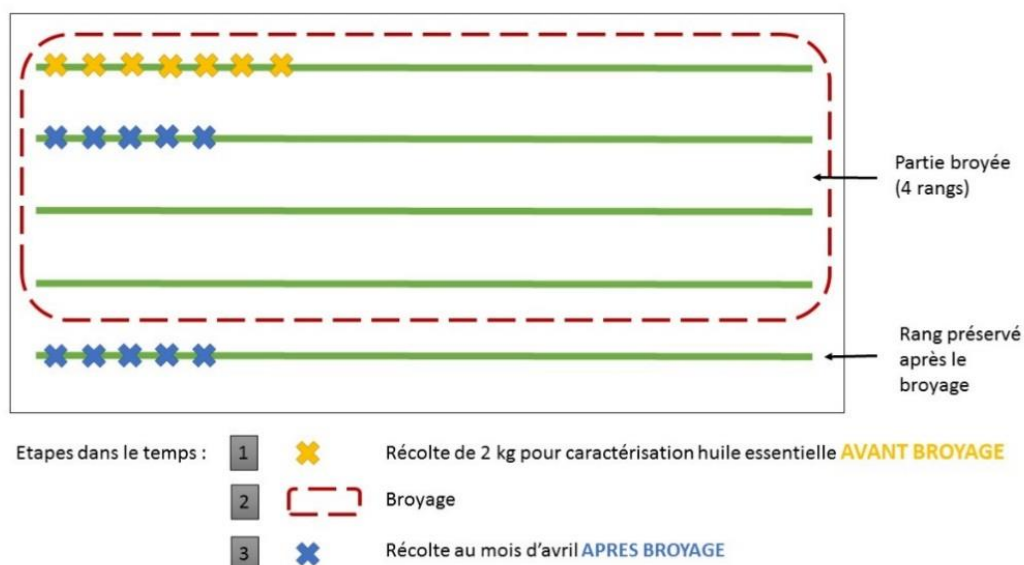 Partie broyée
(4 rangs)
Rang préservé
après le
broyage
Etapes dans le temps :
1
Récolte de 2 kg pour caractérisation huile essentielle AVANT BROYAGE
2
Broyage
3
Récolte au mois d'avril APRES BROYAGE